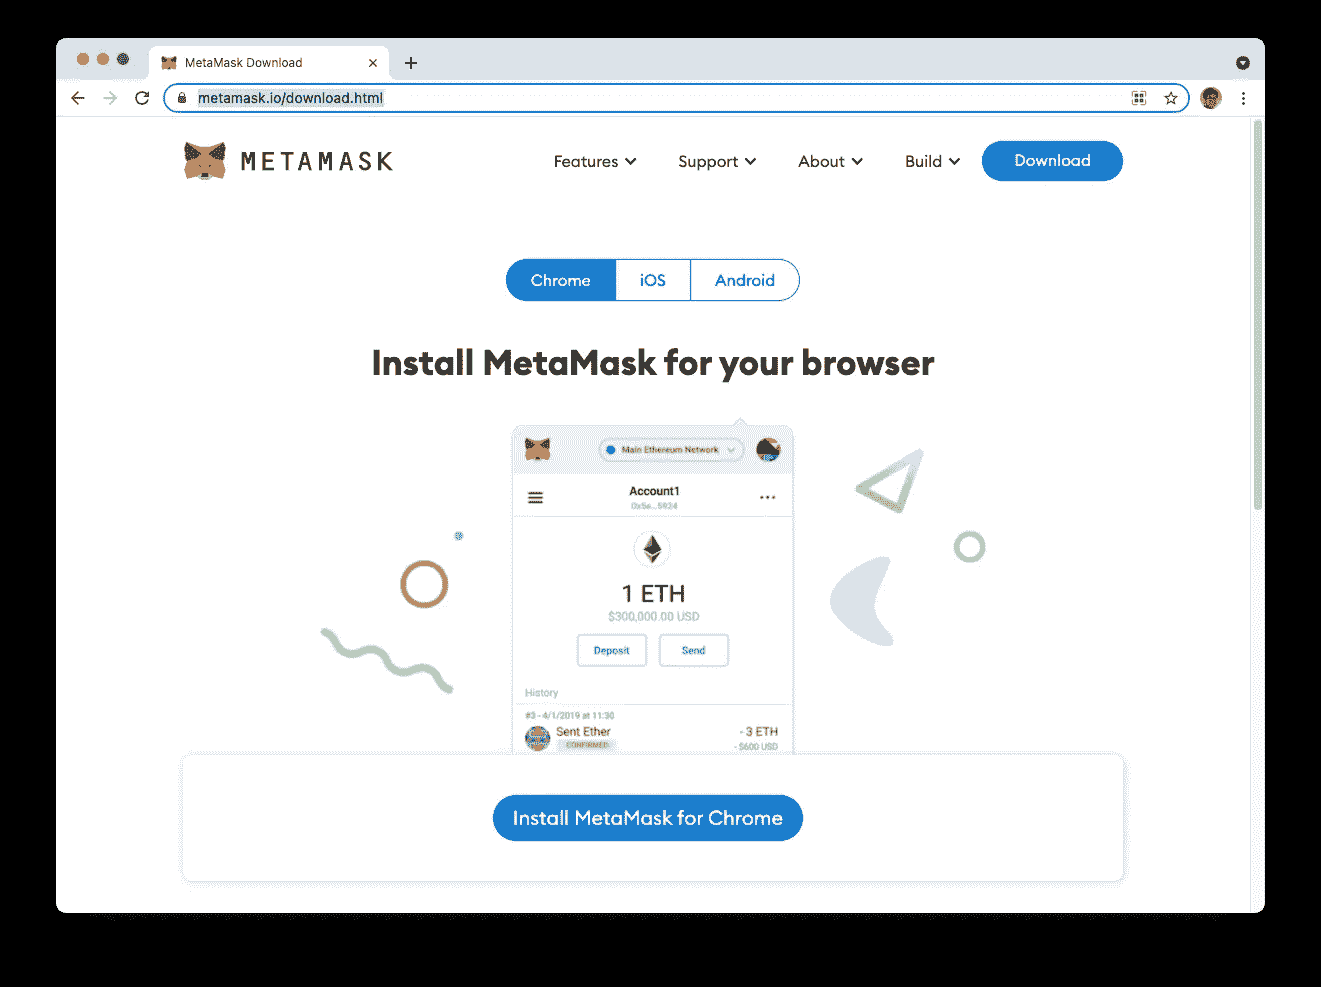 MetaMask Download
metamask.io/download.html
METAMASK
Features Support About Build Download
Chrome iOS Android
Install MetaMask for your browser
Main Ethereum Network
Account1
0x5e...5924
1 ETH
$300,000.00 USD
Deposit Send
History
#3 - 4/1/2019 at 11:30
Sent Ether - 3 ETH
CONFIRMED - $600 USD
Install MetaMask for Chrome